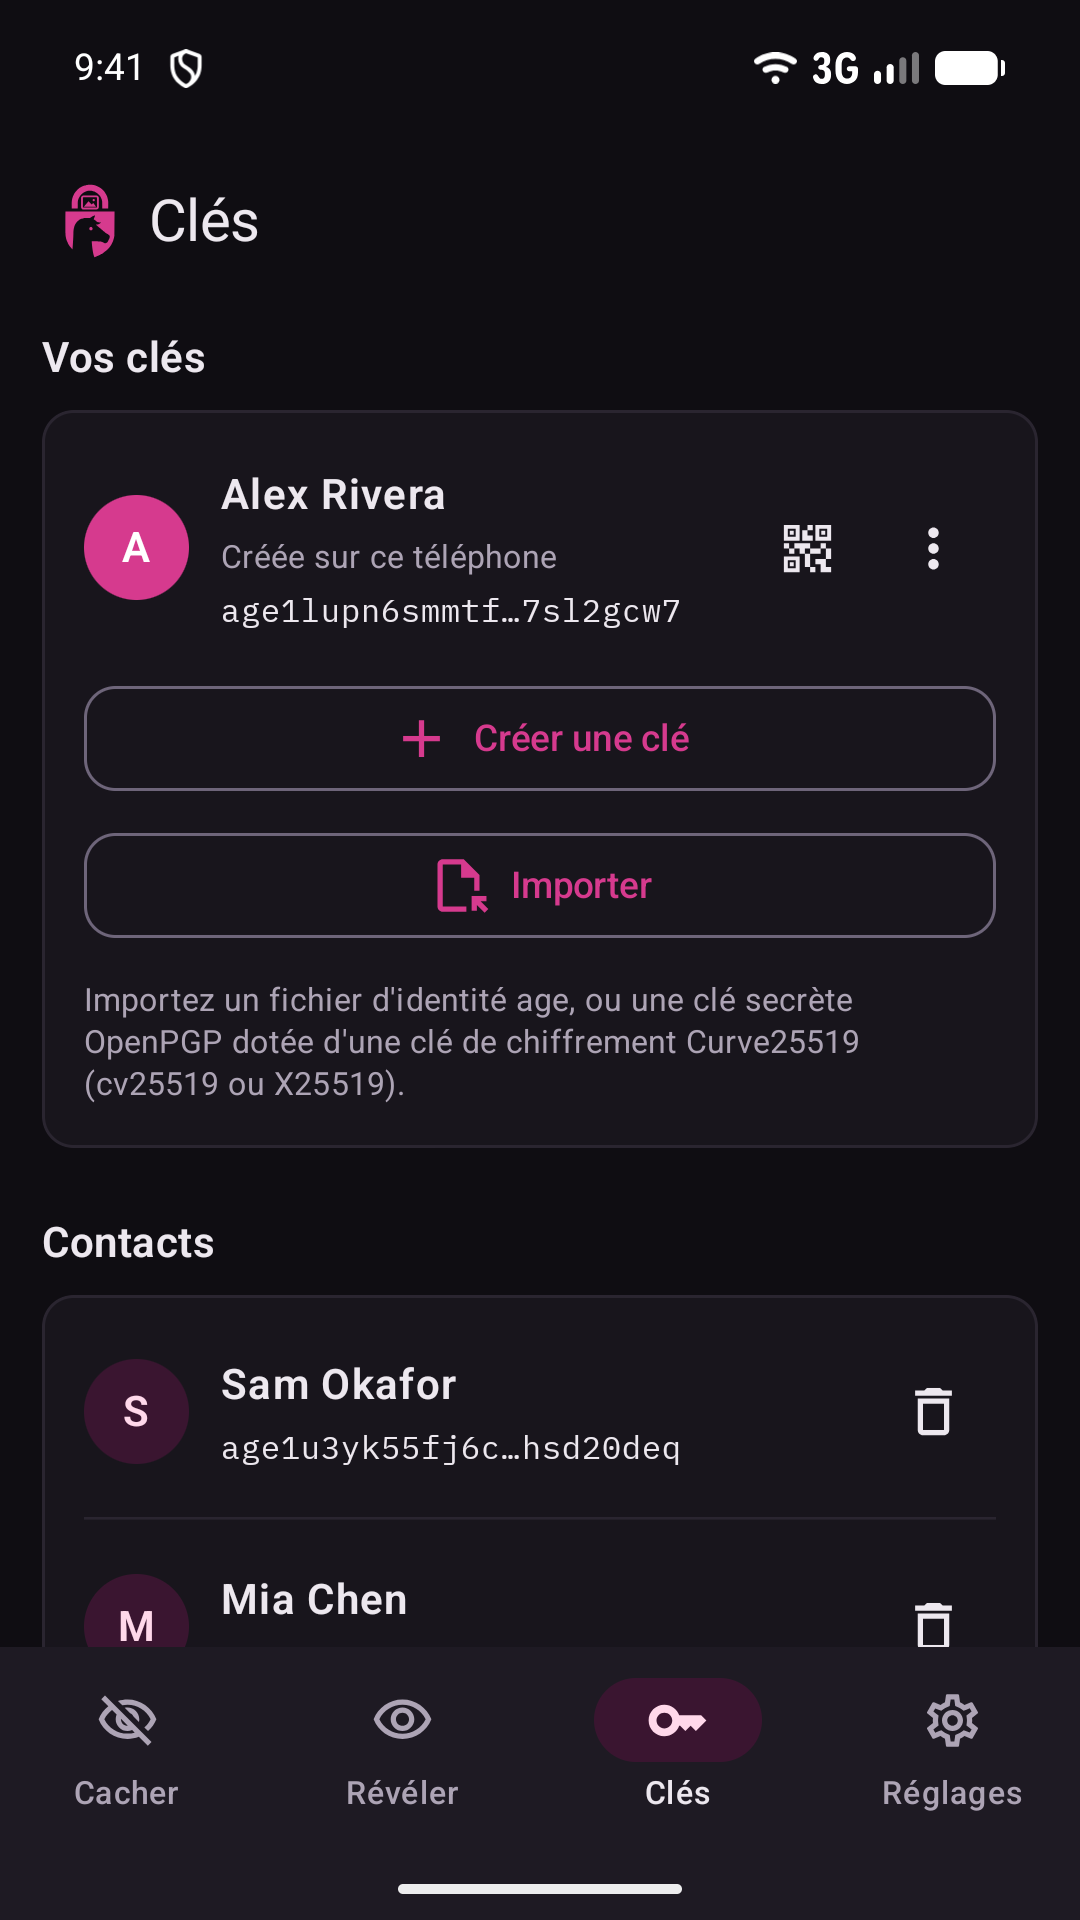 9:41
3G
Clés
Vos clés
A
Alex Rivera
Créée sur ce téléphone
age1lupn6smmtf…7sl2gcw7
Créer une clé
Importer
Importez un fichier d'identité age, ou une clé secrète
OpenPGP dotée d'une clé de chiffrement Curve25519
(cv25519 ou X25519).
Contacts
S
Sam Okafor
age1u3yk55fj6c…hsd20deq
M
Mia Chen
Cacher
Révéler
Clés
Réglages